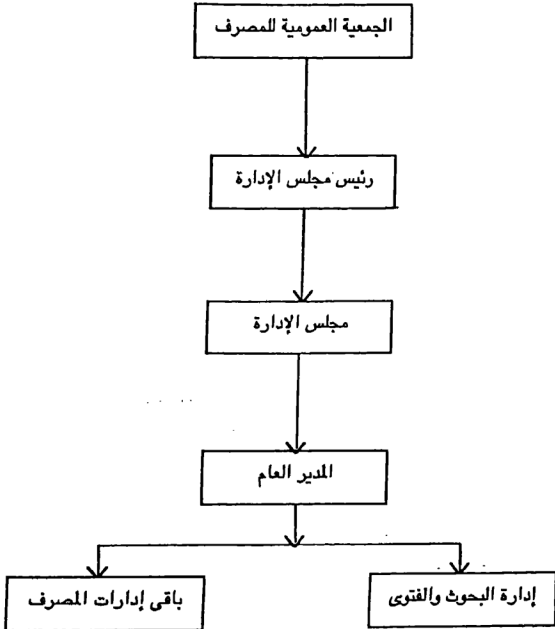 الجمعية العمومية للمصرف
رئيس مجلس الإدارة
مجلس الإدارة
المدير العام
إدارة البحوث والفتوى
باقى إدارات المصرف